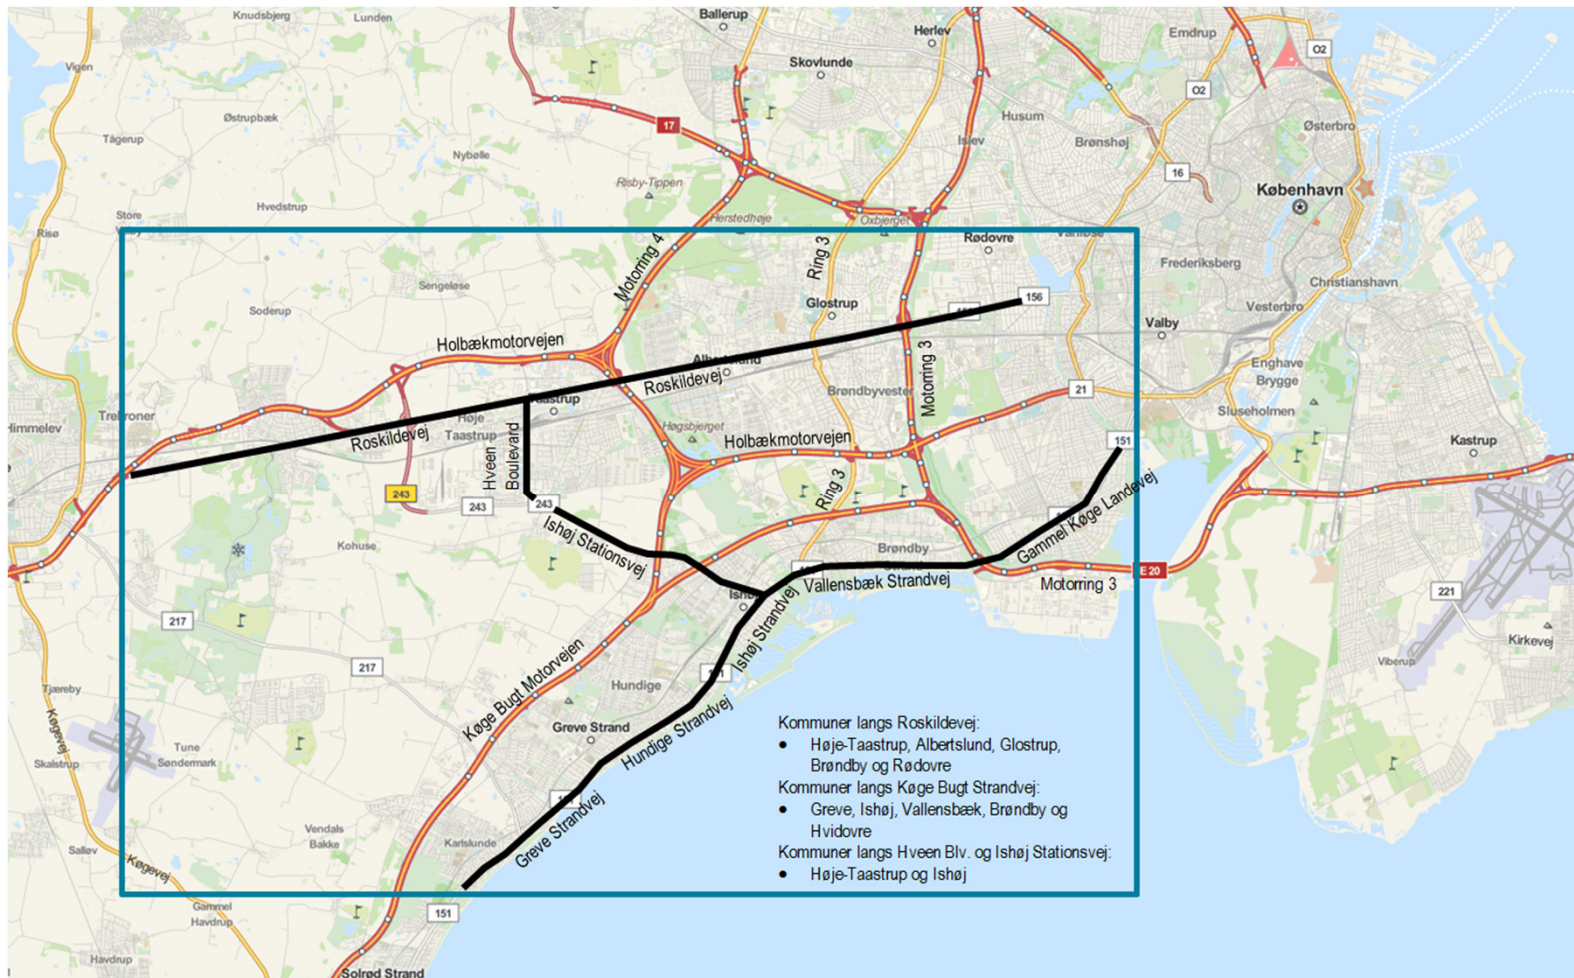 Knudsbjerg
Lunden
Ballerup
Herlev
Emdrup
O2
Skovlunde
Vigen
O2
Østrupbæk
17
Husum
Østerbro
Tågerup
Islev
Brønshøj
Nybølle
16
Risby-Tippen
København
Hvedstrup
Store
Herstedhøje
Oxbjerget
Risø
Rødovre
Vanløse
Motorring 4
Ring 3
Frederiksberg
Sengeløse
Christianshavn
156
Glostrup
Vesterbro
Soderup
Valby
Holbækmotorvejen
Motorring 3
Albertslund
Enghave
Brygge
Roskildevej
Brøndbyvester
21
Trekroner
Høje
Taastrup
Taastrup
Sluseholmen
Himmelev
Høgsbjerget
Roskildevej
Holbækmotorvejen
151
Kastrup
Hveen
Boulevard
Ring 3
243
243
243
Ishøj Stationsvej
Gammel Køge Landevej
Kohuse
Brøndby
Strand
Vallensbæk Strandvej
Motorring 3
E 20
Ishøj
221
217
Ishøj Strandvej
Kirkevej
217
Viberup
Tjæreby
Hundige
Køge Bugt Motorvejen
Køgevej
Greve Strand
Hundige Strandvej
Kommuner langs Roskildevej:
● Høje-Taastrup, Albertslund, Glostrup,
Brøndby og Rødovre
Tune
Søndermark
Skalstrup
Kommuner langs Køge Bugt Strandvej:
● Greve, Ishøj, Vallensbæk, Brøndby og
Hvidovre
Greve Strandvej
Vendals
Bakke
Karlslunde
Salløv
Kommuner langs Hveen Blv. og Ishøj Stationsvej:
● Høje-Taastrup og Ishøj
Køgevej
Gammel
Havdrup
151
Havdrup
Solrød Strand